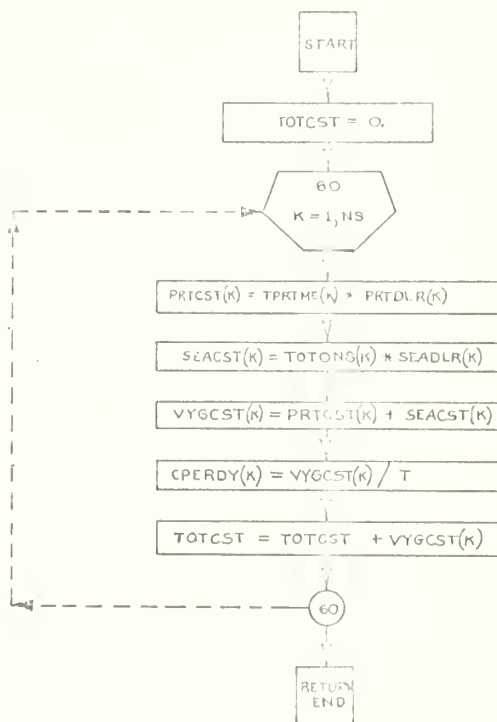 START
TOTCST = 0.
60
K = 1, NS
PRTCST(K) = TPRTME(K) * PRTDLR(K)
SEACST(K) = TOTONS(K) * SEADLR(K)
VYGCST(K) = PRTCST(K) + SEACST(K)
CPERDY(K) = VYGCST(K) / T
TOTCST = TOTCST + VYGCST(K)
60
RETURN
END